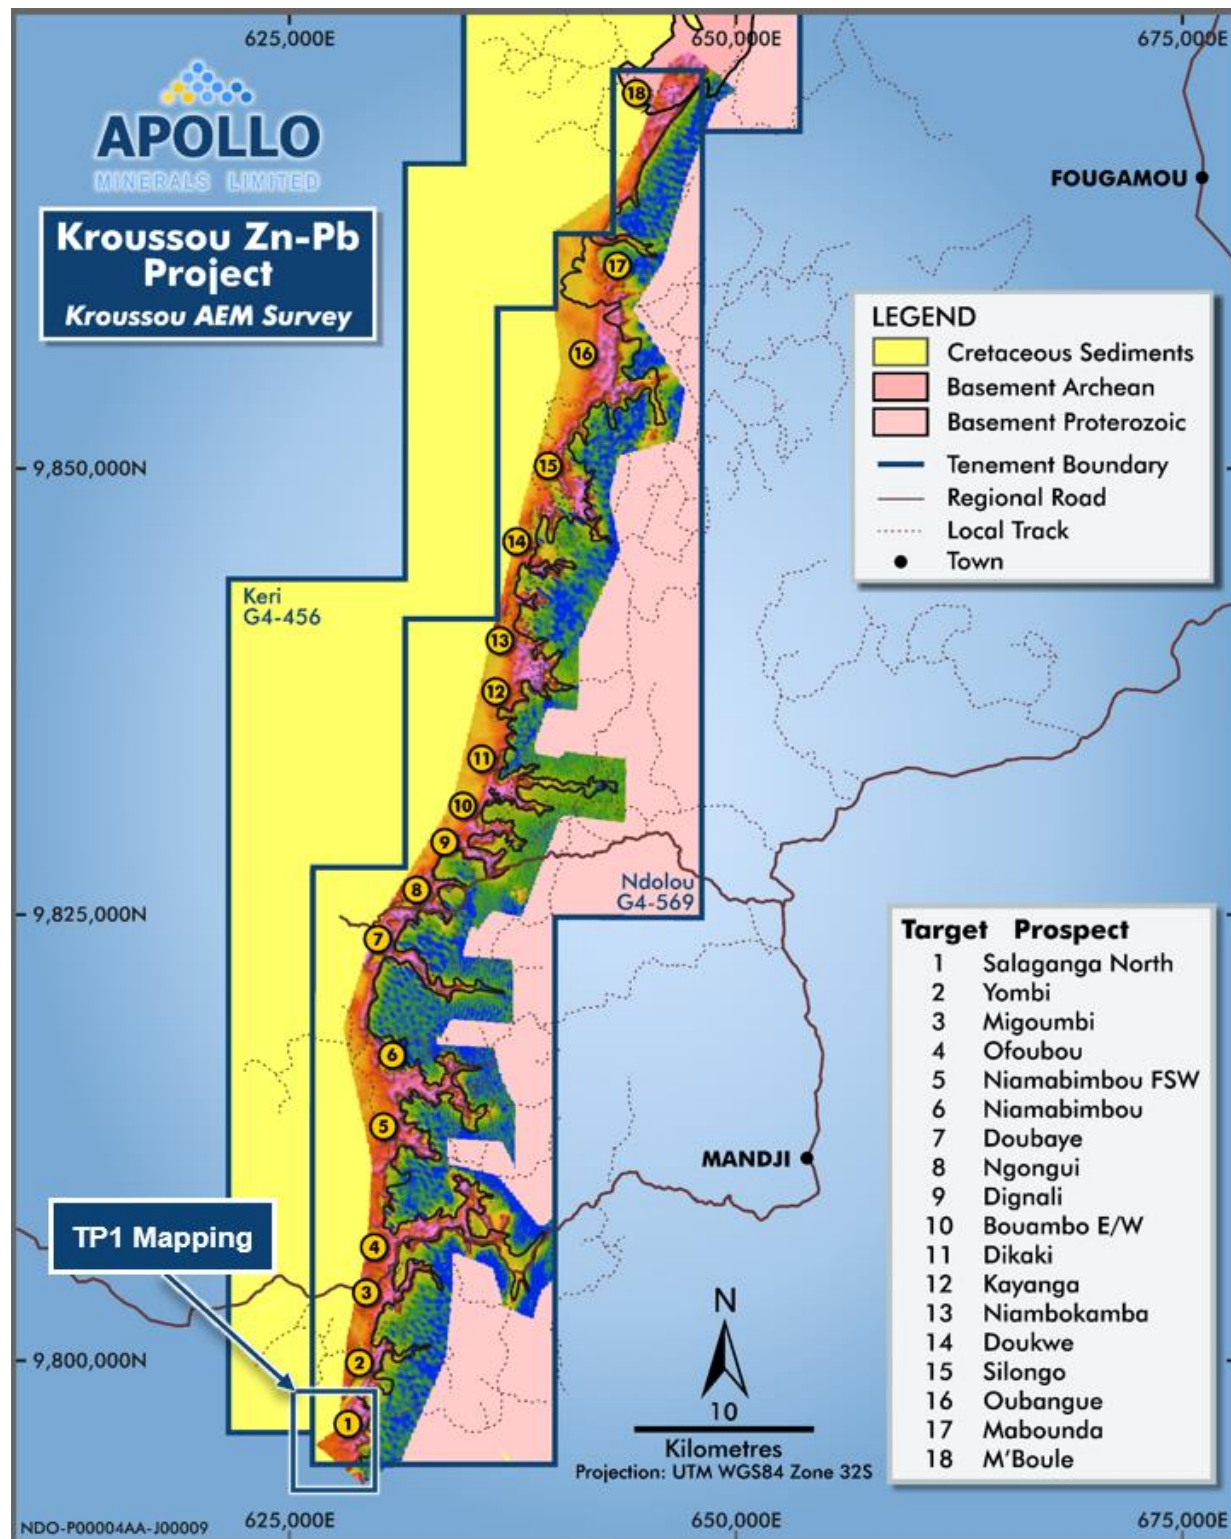 625,000E
650,000E
675,000E
APOLLO
MINERALS LIMITED
Kroussou Zn-Pb
Project
Kroussou AEM Survey
18
FOUGAMOU
17
16
LEGEND
Cretaceous Sediments
Basement Archean
Basement Proterozoic
Tenement Boundary
Regional Road
Local Track
Town
9,850,000N
15
14
Keri
G4-456
13
12
11
10
9
8
Ndolou
G4-569
9,825,000N
7
6
5
MANDJI
Target Prospect
1 Salaganga North
2 Yombi
3 Migoumbi
4 Ofoubou
5 Niamabimbou FSW
6 Niamabimbou
7 Doubaye
8 Ngongui
9 Dignali
10 Bouambo E/W
11 Dikaki
12 Kayanga
13 Niambokamba
14 Doukwe
15 Silongo
16 Oubangue
17 Mabounda
18 M'Boule
TP1 Mapping
4
3
9,800,000N
2
1
N
10
Kilometres
Projection: UTM WGS84 Zone 32S
NDO-P00004AA-J00009
625,000E
650,000E
675,000E